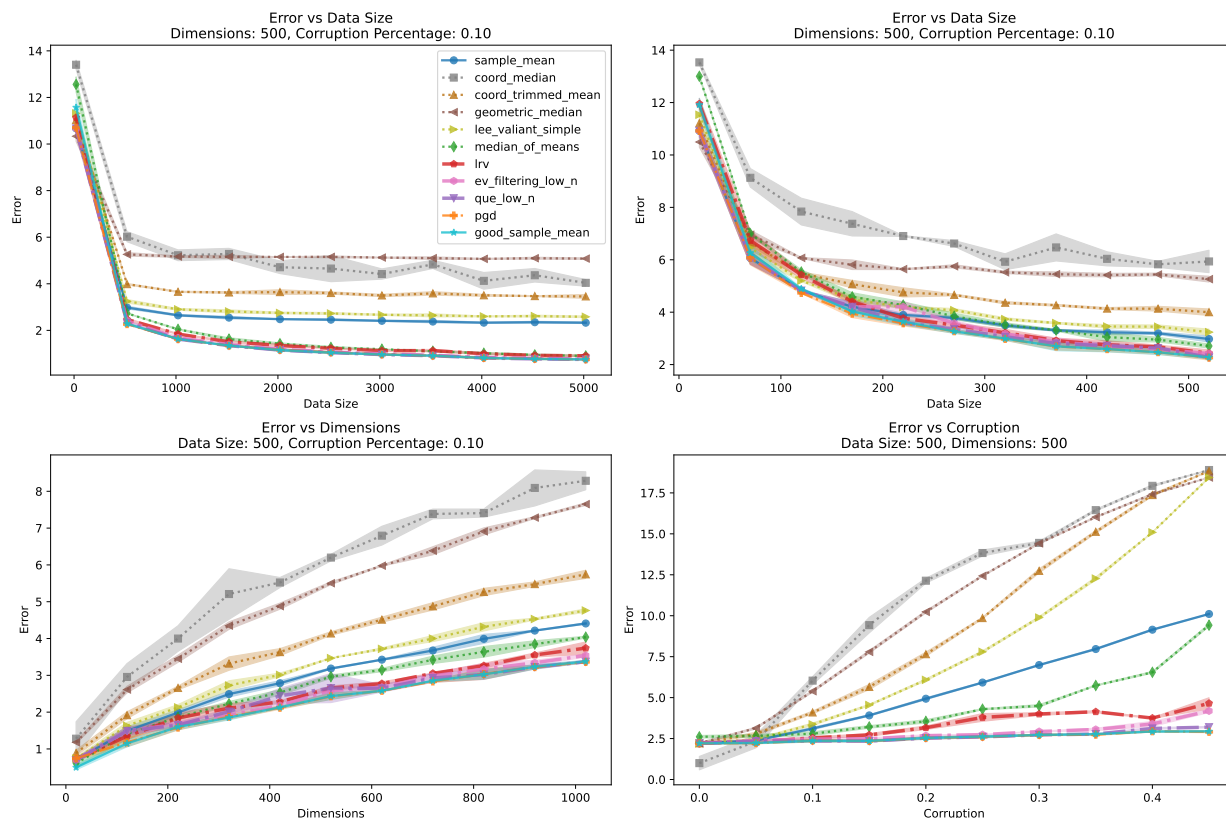 Error vs Data Size
Dimensions: 500, Corruption Percentage: 0.10
14
12
10
8
6
4
2
Error
0
1000
2000
3000
4000
5000
Data Size
sample_mean
coord_median
coord_trimmed_mean
geometric_median
lee_valiant_simple
median_of_means
lrv
ev_filtering_low_n
que_low_n
pgd
good_sample_mean
Error vs Data Size
Dimensions: 500, Corruption Percentage: 0.10
14
12
10
8
6
4
2
Error
0
100
200
300
400
500
Data Size
Error vs Dimensions
Data Size: 500, Corruption Percentage: 0.10
8
7
6
5
4
3
2
1
Error
0
200
400
600
800
1000
Dimensions
Error vs Corruption
Data Size: 500, Dimensions: 500
17.5
15.0
12.5
10.0
7.5
5.0
2.5
0.0
Error
0.0
0.1
0.2
0.3
0.4
Corruption